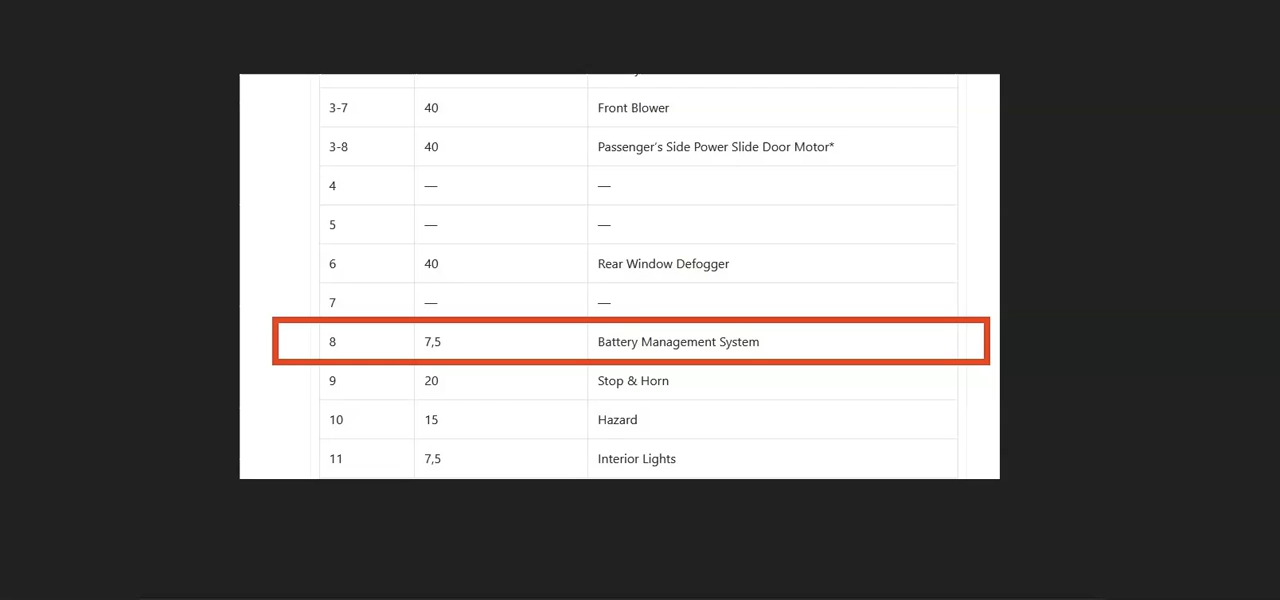 3-7 40 Front Blower
3-8 40 Passenger's Side Power Slide Door Motor*
4 — —
5 — —
6 40 Rear Window Defogger
7 — —
8 7,5 Battery Management System
9 20 Stop & Horn
10 15 Hazard
11 7,5 Interior Lights